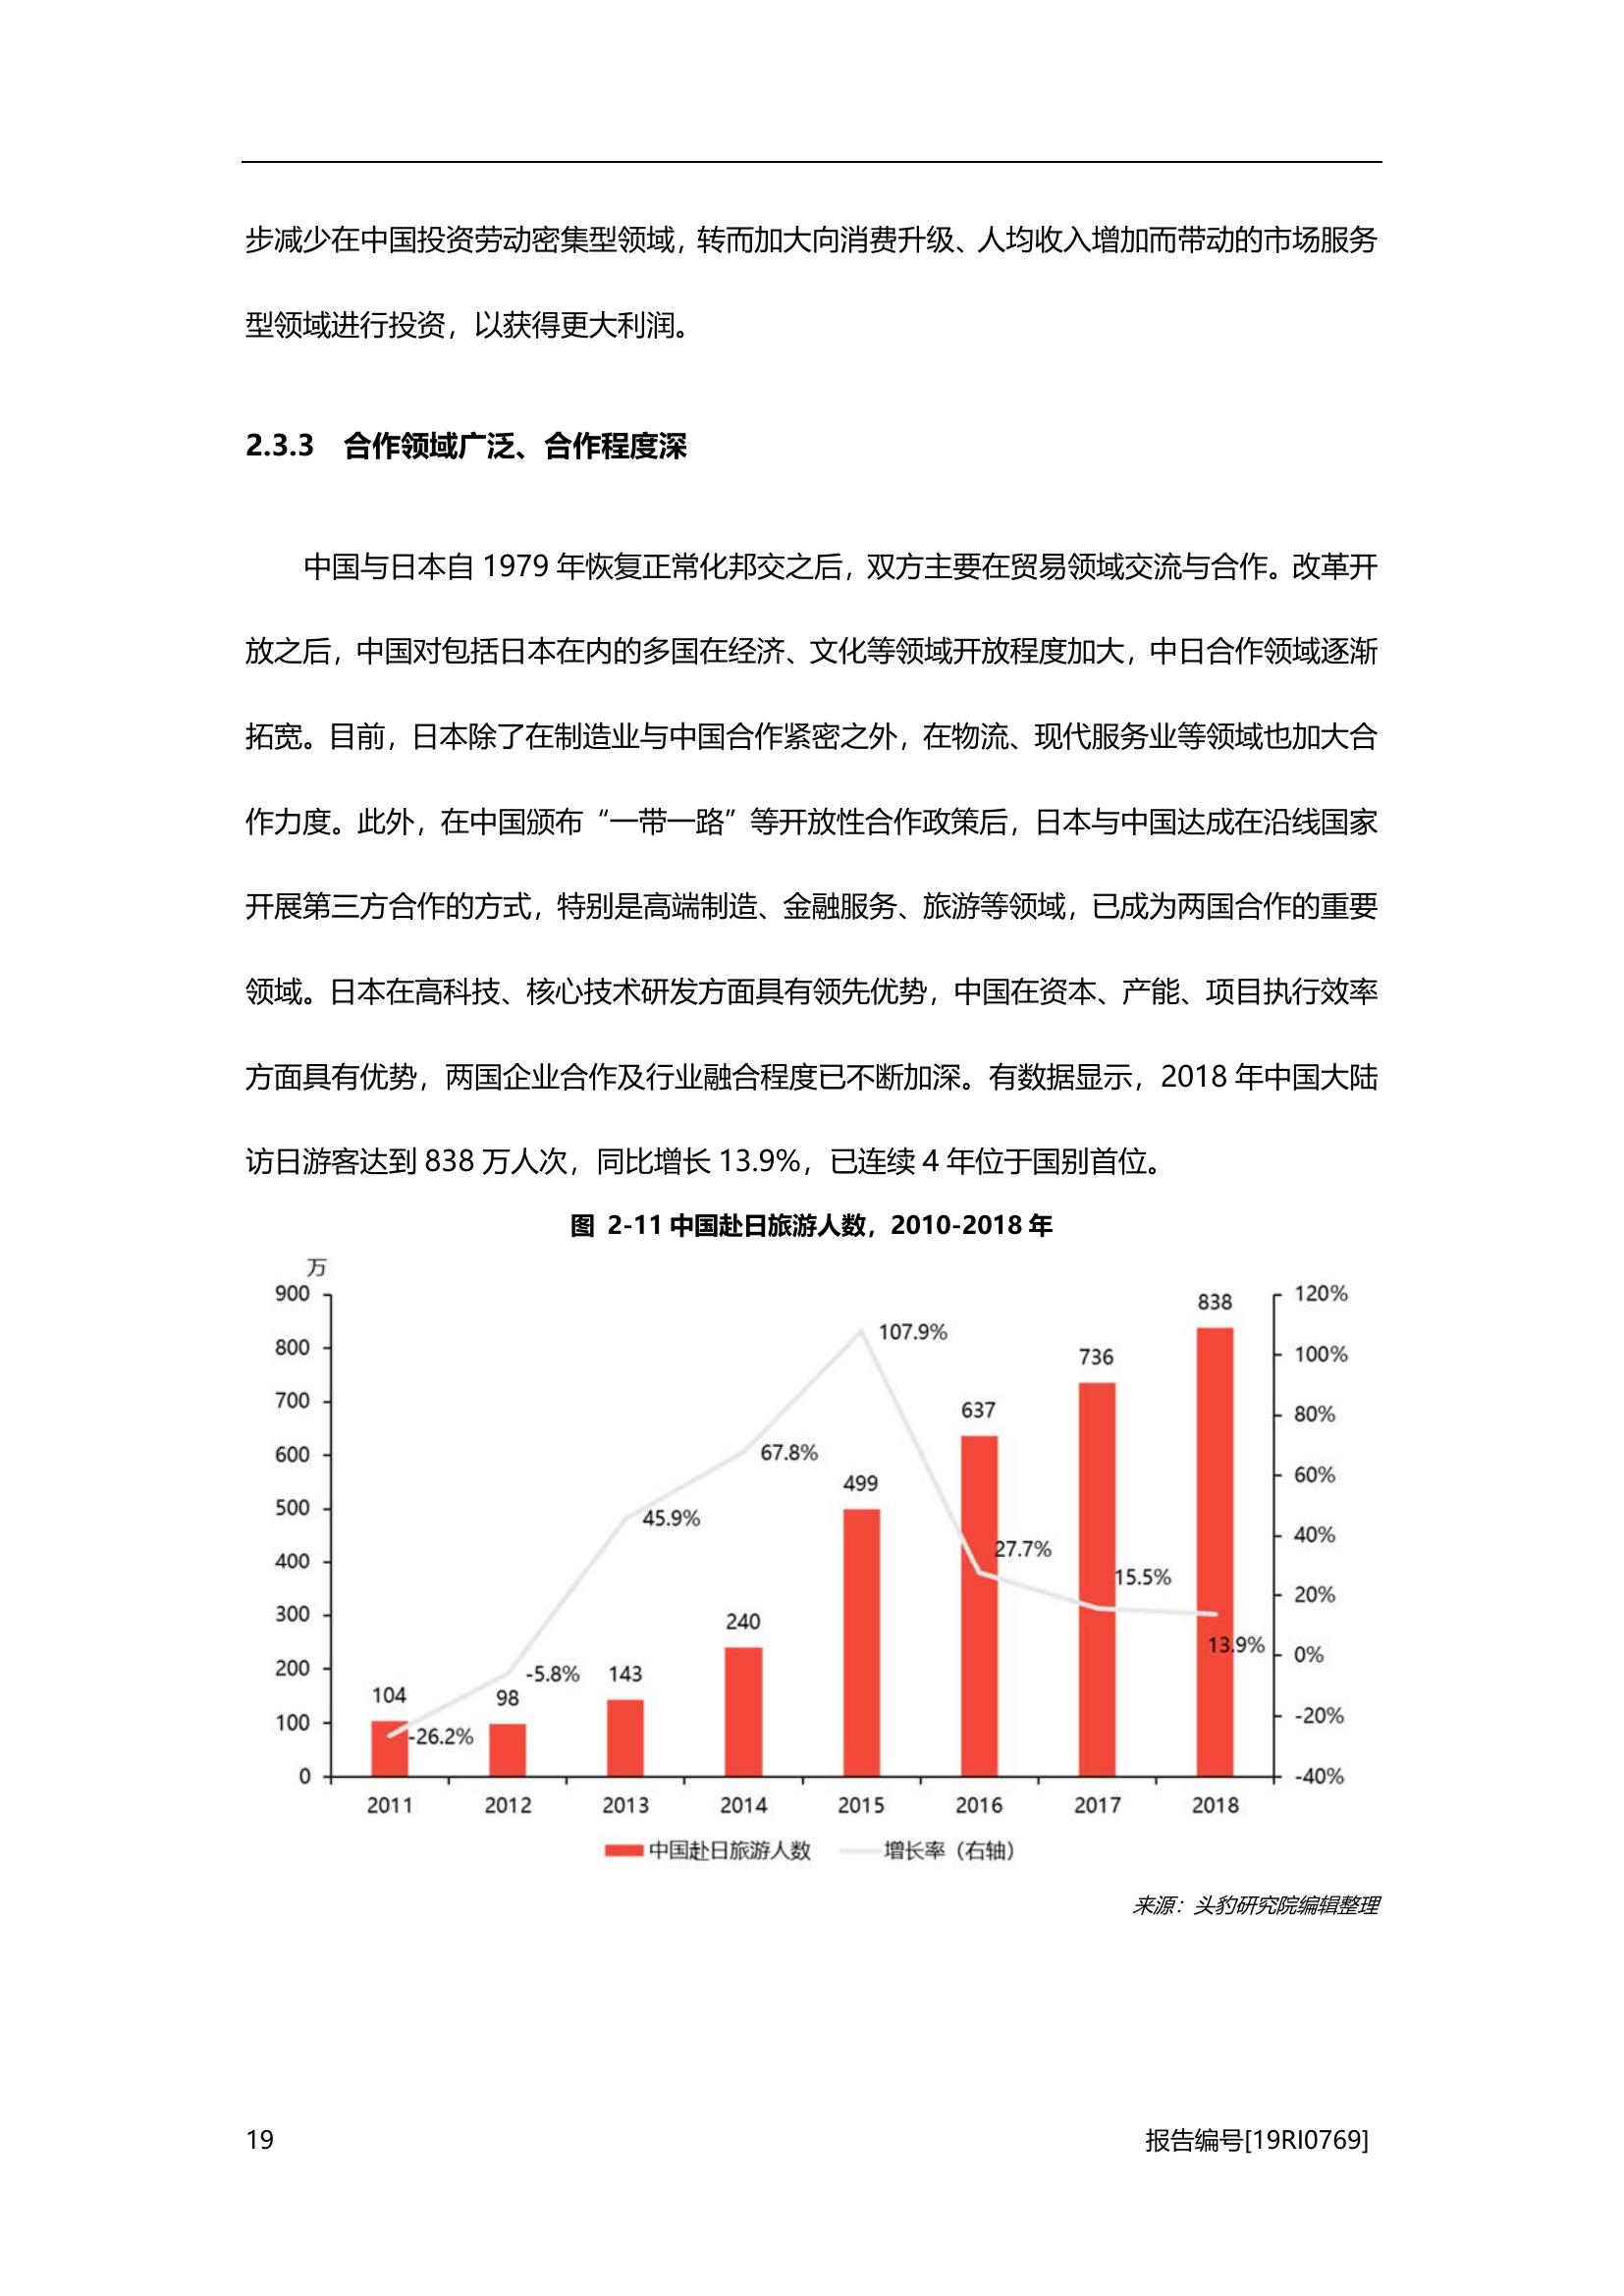 步减少在中国投资劳动密集型领域，转而加大向消费升级、人均收入增加而带动的市场服务
型领域进行投资，以获得更大利润。
2.3.3 合作领域广泛、合作程度深
中国与日本自 1979 年恢复正常化邦交之后，双方主要在贸易领域交流与合作。改革开
放之后，中国对包括日本在内的多国在经济、文化等领域开放程度加大，中日合作领域逐渐
拓宽。目前，日本除了在制造业与中国合作紧密之外，在物流、现代服务业等领域也加大合
作力度。此外，在中国颁布“一带一路”等开放性合作政策后，日本与中国达成在沿线国家
开展第三方合作的方式，特别是高端制造、金融服务、旅游等领域，已成为两国合作的重要
领域。日本在高科技、核心技术研发方面具有领先优势，中国在资本、产能、项目执行效率
方面具有优势，两国企业合作及行业融合程度已不断加深。有数据显示，2018 年中国大陆
访日游客达到 838 万人次，同比增长 13.9%，已连续 4 年位于国别首位。
图 2-11 中国赴日旅游人数，2010-2018 年
万
900
800
700
600
500
400
300
200
100
0
104
98
143
240
499
637
736
838
-26.2%
-5.8%
45.9%
67.8%
107.9%
27.7%
15.5%
13.9%
120%
100%
80%
60%
40%
20%
0%
-20%
-40%
2011 2012 2013 2014 2015 2016 2017 2018
中国赴日旅游人数 增长率（右轴）
来源：头豹研究院编辑整理
19 报告编号[19RI0769]